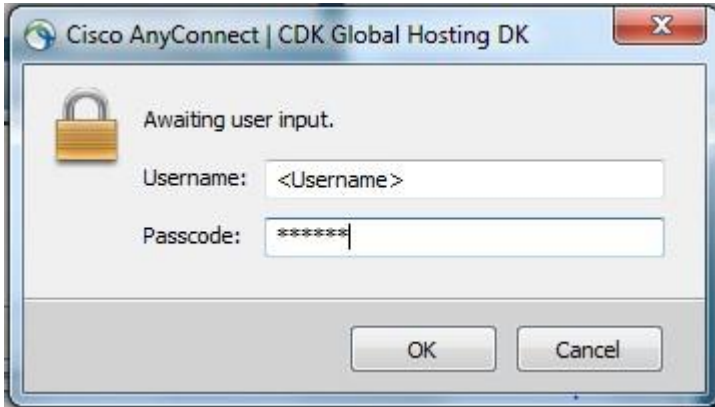 Cisco AnyConnect | CDK Global Hosting DK
Awaiting user input.
Username: <Username>
Passcode: ******
OK Cancel